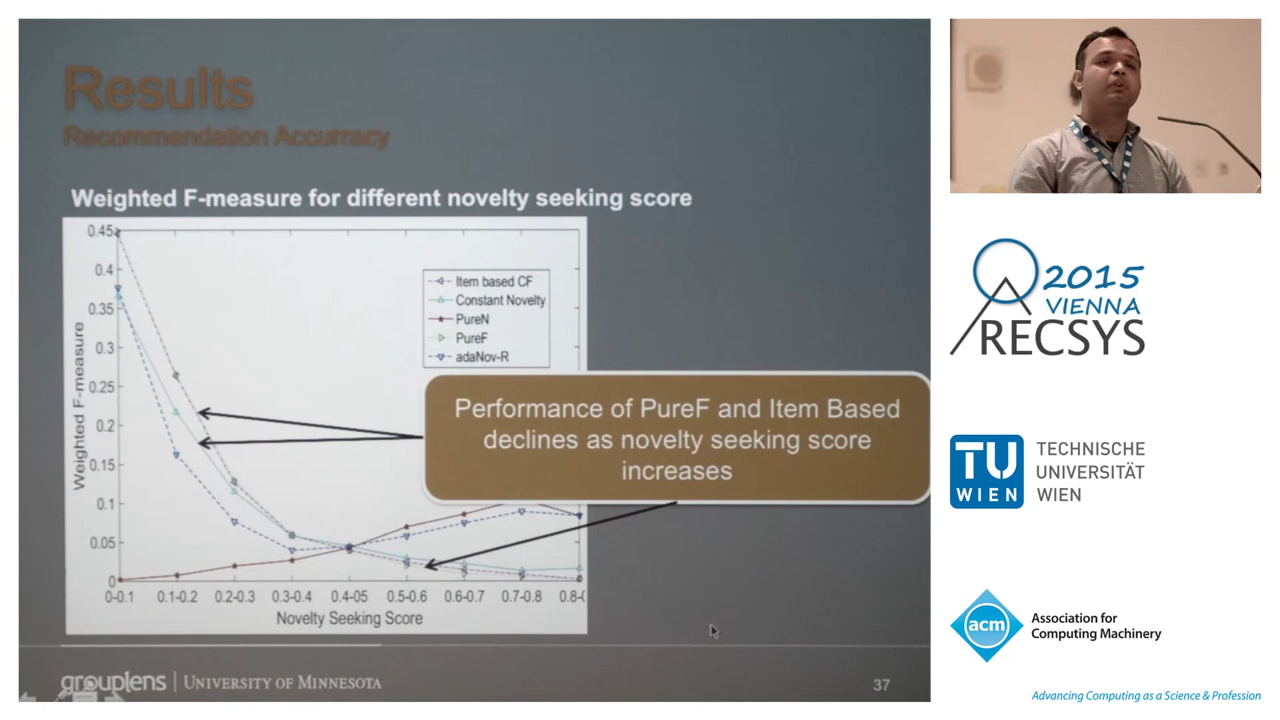 Results
Recommendation Accurracy
Weighted F-measure for different novelty seeking score
0.45
0.4
0.35
0.3
0.25
0.2
0.15
0.1
0.05
0
Weighted F-measure
Item based CF
Constant Novelty
PureN
PureF
adaNov-R
Performance of PureF and Item Based
declines as novelty seeking score
increases
0-0.1 0.1-0.2 0.2-0.3 0.3-0.4 0.4-05 0.5-0.6 0.6-0.7 0.7-0.8 0.8-0
Novelty Seeking Score
grouplens | UNIVERSITY OF MINNESOTA
37
2015
VIENNA
RECSYS
TU
WIEN
TECHNISCHE
UNIVERSITÄT
WIEN
acm
Association for
Computing Machinery
Advancing Computing as a Science & Profession